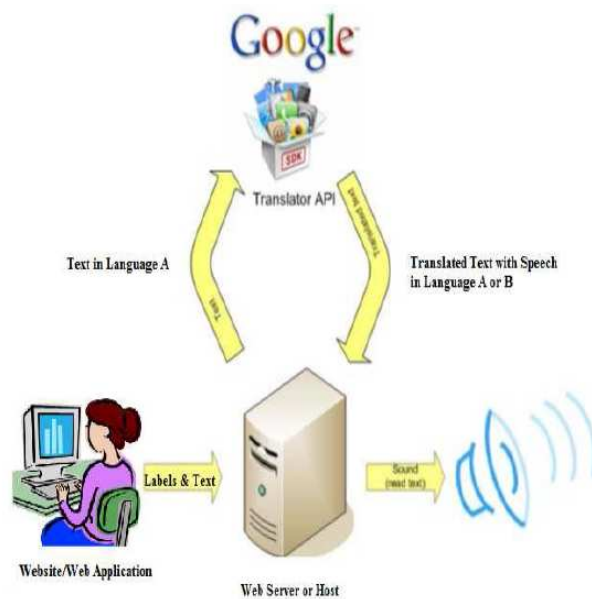 Google
SDK
Translator API
Text in Language A
Text
Translated text
Translated Text with Speech
in Language A or B
Labels & Text
Sound
(read text)
Website/Web Application
Web Server or Host